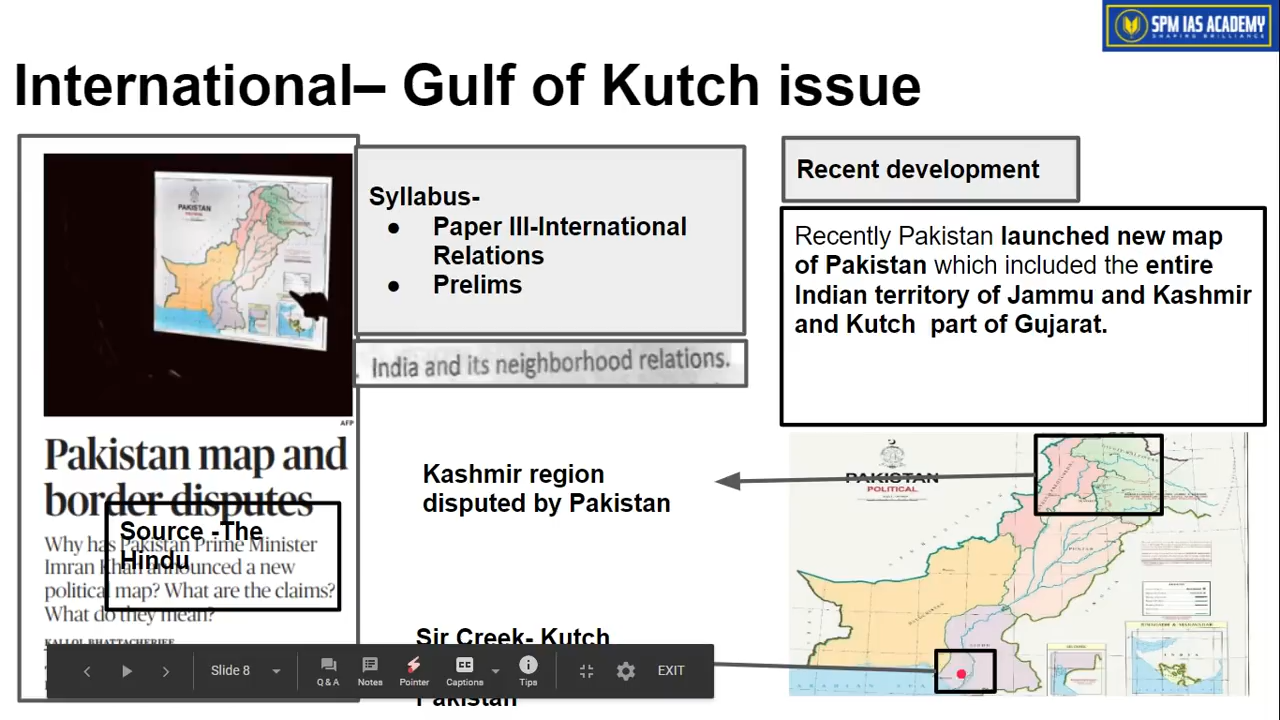 SPM IAS ACADEMY
SHAPING BRILLIANCE
International– Gulf of Kutch issue
PAKISTAN
AFP
Pakistan map and
border disputes
Why has Pakistan Prime Minister
Imran Khan announced a new
political map? What are the claims?
What do they mean?
KALLOL BHATTACHERJEE
Source -The
Hindu
Syllabus-
● Paper III-International
Relations
● Prelims
India and its neighborhood relations.
Recent development
Recently Pakistan launched new map
of Pakistan which included the entire
Indian territory of Jammu and Kashmir
and Kutch part of Gujarat.
Kashmir region
disputed by Pakistan
PAKISTAN
POLITICAL
Sir Creek- Kutch
Pakistan
Slide 8
Q & A
Notes
Pointer
Captions
Tips
EXIT